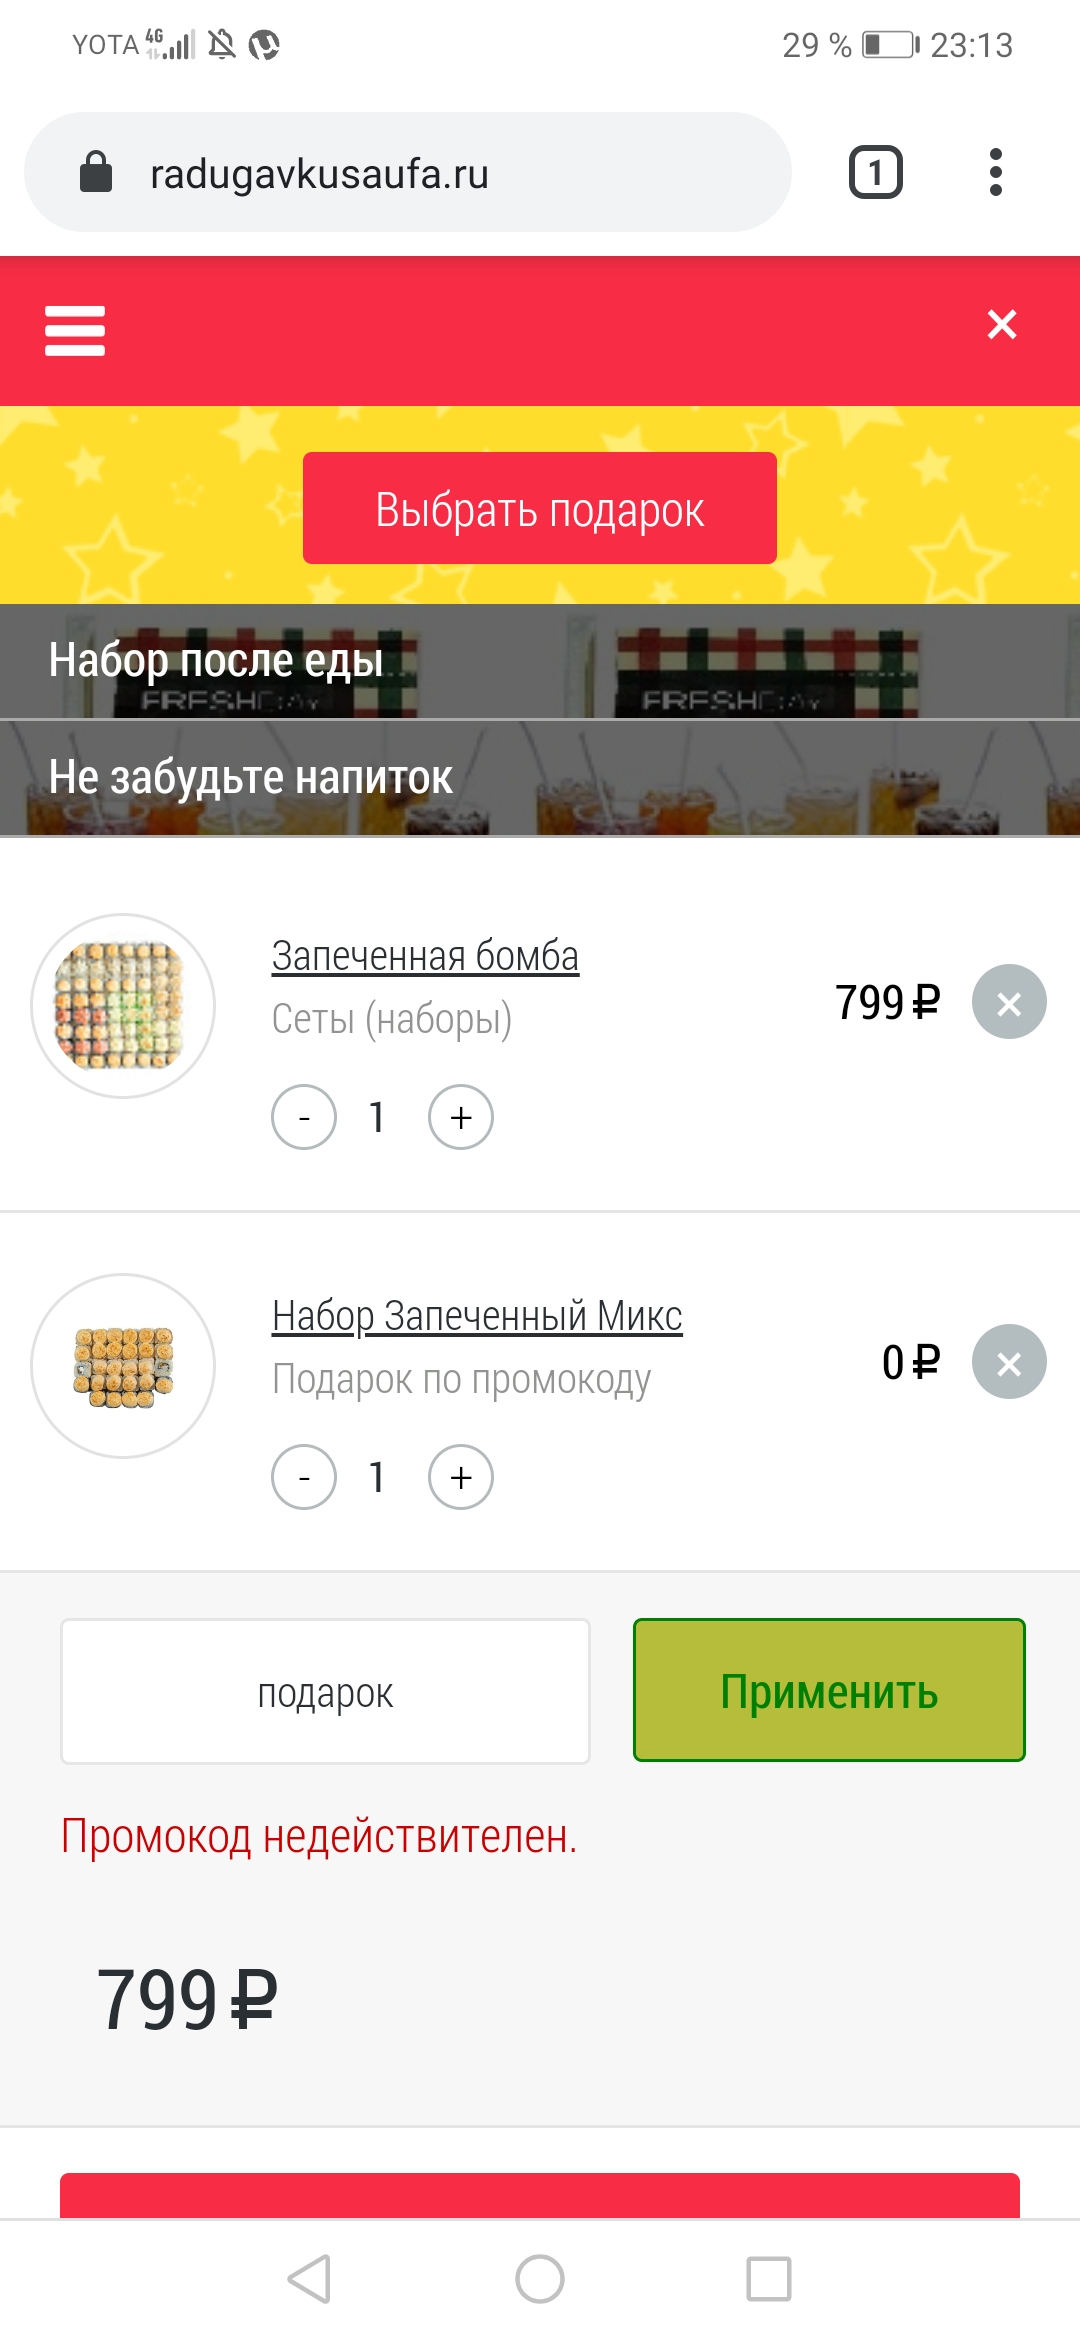 YOTA 4G 29 % 23:13
radugavkusaufa.ru 1
Выбрать подарок
Набор после еды
FRESHDAY FRESHDAY
Не забудьте напиток
Запеченная бомба
Сеты (наборы)
799 ₽
- 1 +
Набор Запеченный Микс
Подарок по промокоду
0 ₽
- 1 +
подарок
Применить
Промокод недействителен.
799 ₽